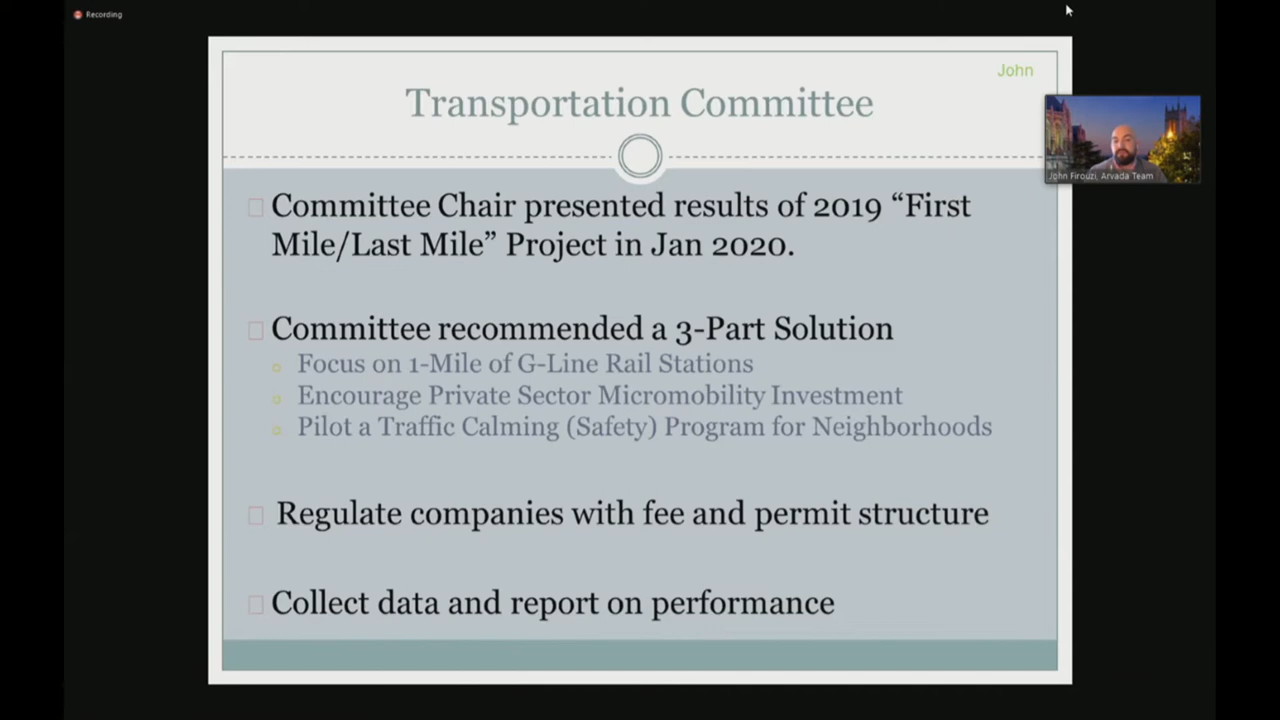 Recording
John
Transportation Committee
John Firouzi, Arvada Team
Committee Chair presented results of 2019 “First
Mile/Last Mile” Project in Jan 2020.
Committee recommended a 3-Part Solution
Focus on 1-Mile of G-Line Rail Stations
Encourage Private Sector Micromobility Investment
Pilot a Traffic Calming (Safety) Program for Neighborhoods
Regulate companies with fee and permit structure
Collect data and report on performance